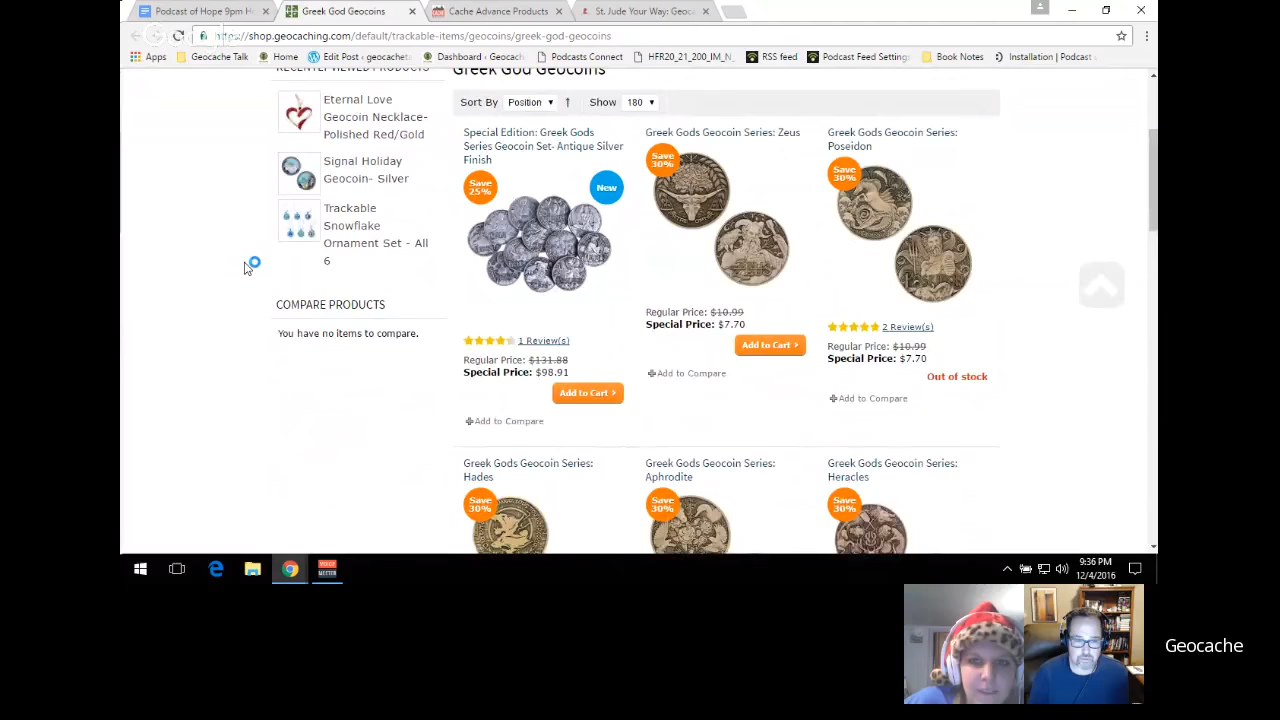 Podcast of Hope 9pm H
Greek God Geocoins
Cache Advance Products
St. Jude Your Way: Geoca
https://shop.geocaching.com/default/trackable-items/geocoins/greek-god-geocoins
Apps
Geocache Talk
Home
Edit Post ‹ geocachet
Dashboard ‹ Geocach
Podcasts Connect
HFR20_21_200_IM_N_
RSS feed
Podcast Feed Setting
Book Notes
Installation | Podcast
RECENTLY VIEWED PRODUCTS
Eternal Love
Geocoin Necklace-
Polished Red/Gold
Signal Holiday
Geocoin- Silver
Trackable
Snowflake
Ornament Set - All
6
COMPARE PRODUCTS
You have no items to compare.
Greek God Geocoins
Sort By Position Show 180
Special Edition: Greek Gods
Series Geocoin Set- Antique Silver
Finish
Save
25%
New
1 Review(s)
Regular Price: $131.88
Special Price: $98.91
Add to Cart >
Add to Compare
Greek Gods Geocoin Series: Zeus
Save
30%
Regular Price: $10.99
Special Price: $7.70
Add to Cart >
Add to Compare
Greek Gods Geocoin Series:
Poseidon
Save
30%
2 Review(s)
Regular Price: $10.99
Special Price: $7.70
Out of stock
Add to Compare
Greek Gods Geocoin Series:
Hades
Save
30%
Greek Gods Geocoin Series:
Aphrodite
Save
30%
Greek Gods Geocoin Series:
Heracles
Save
30%
9:36 PM
12/4/2016
Geocache